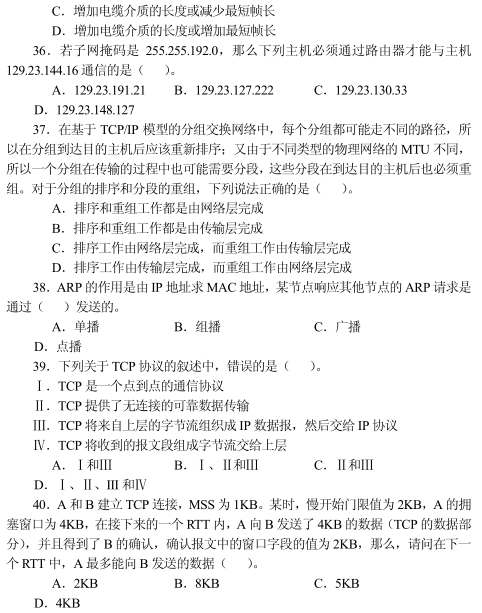 C．增加电缆介质的长度或减少最短帧长
D．增加电缆介质的长度或增加最短帧长
36．若子网掩码是 255.255.192.0，那么下列主机必须通过路由器才能与主机
129.23.144.16 通信的是（　　）。
A．129.23.191.21　B．129.23.127.222　C．129.23.130.33
D．129.23.148.127
37．在基于 TCP/IP 模型的分组交换网络中，每个分组都可能走不同的路径，所
以在分组到达目的主机后应该重新排序；又由于不同类型的物理网络的 MTU 不同，
所以一个分组在传输的过程中也可能需要分段，这些分段在到达目的主机后也必须重
组。对于分组的排序和分段的重组，下列说法正确的是（　　）。
A．排序和重组工作都是由网络层完成
B．排序和重组工作都是由传输层完成
C．排序工作由网络层完成，而重组工作由传输层完成
D．排序工作由传输层完成，而重组工作由网络层完成
38．ARP 的作用是由 IP 地址求 MAC 地址，某节点响应其他节点的 ARP 请求是
通过（　　）发送的。
A．单播　B．组播　C．广播
D．点播
39．下列关于 TCP 协议的叙述中，错误的是（　　）。
Ⅰ．TCP 是一个点到点的通信协议
Ⅱ．TCP 提供了无连接的可靠数据传输
Ⅲ．TCP 将来自上层的字节流组织成 IP 数据报，然后交给 IP 协议
Ⅳ．TCP 将收到的报文段组成字节流交给上层
A．Ⅰ和Ⅲ　B．Ⅰ、Ⅱ和Ⅲ　C．Ⅱ和Ⅲ
D．Ⅰ、Ⅱ、Ⅲ 和Ⅳ
40．A 和 B 建立 TCP 连接，MSS 为 1KB。某时，慢开始门限值为 2KB，A 的拥
塞窗口为 4KB，在接下来的一个 RTT 内，A 向 B 发送了 4KB 的数据（TCP 的数据部
分），并且得到了 B 的确认，确认报文中的窗口字段的值为 2KB，那么，请问在下一
个 RTT 中，A 最多能向 B 发送的数据（　　）。
A．2KB　B．8KB　C．5KB
D．4KB